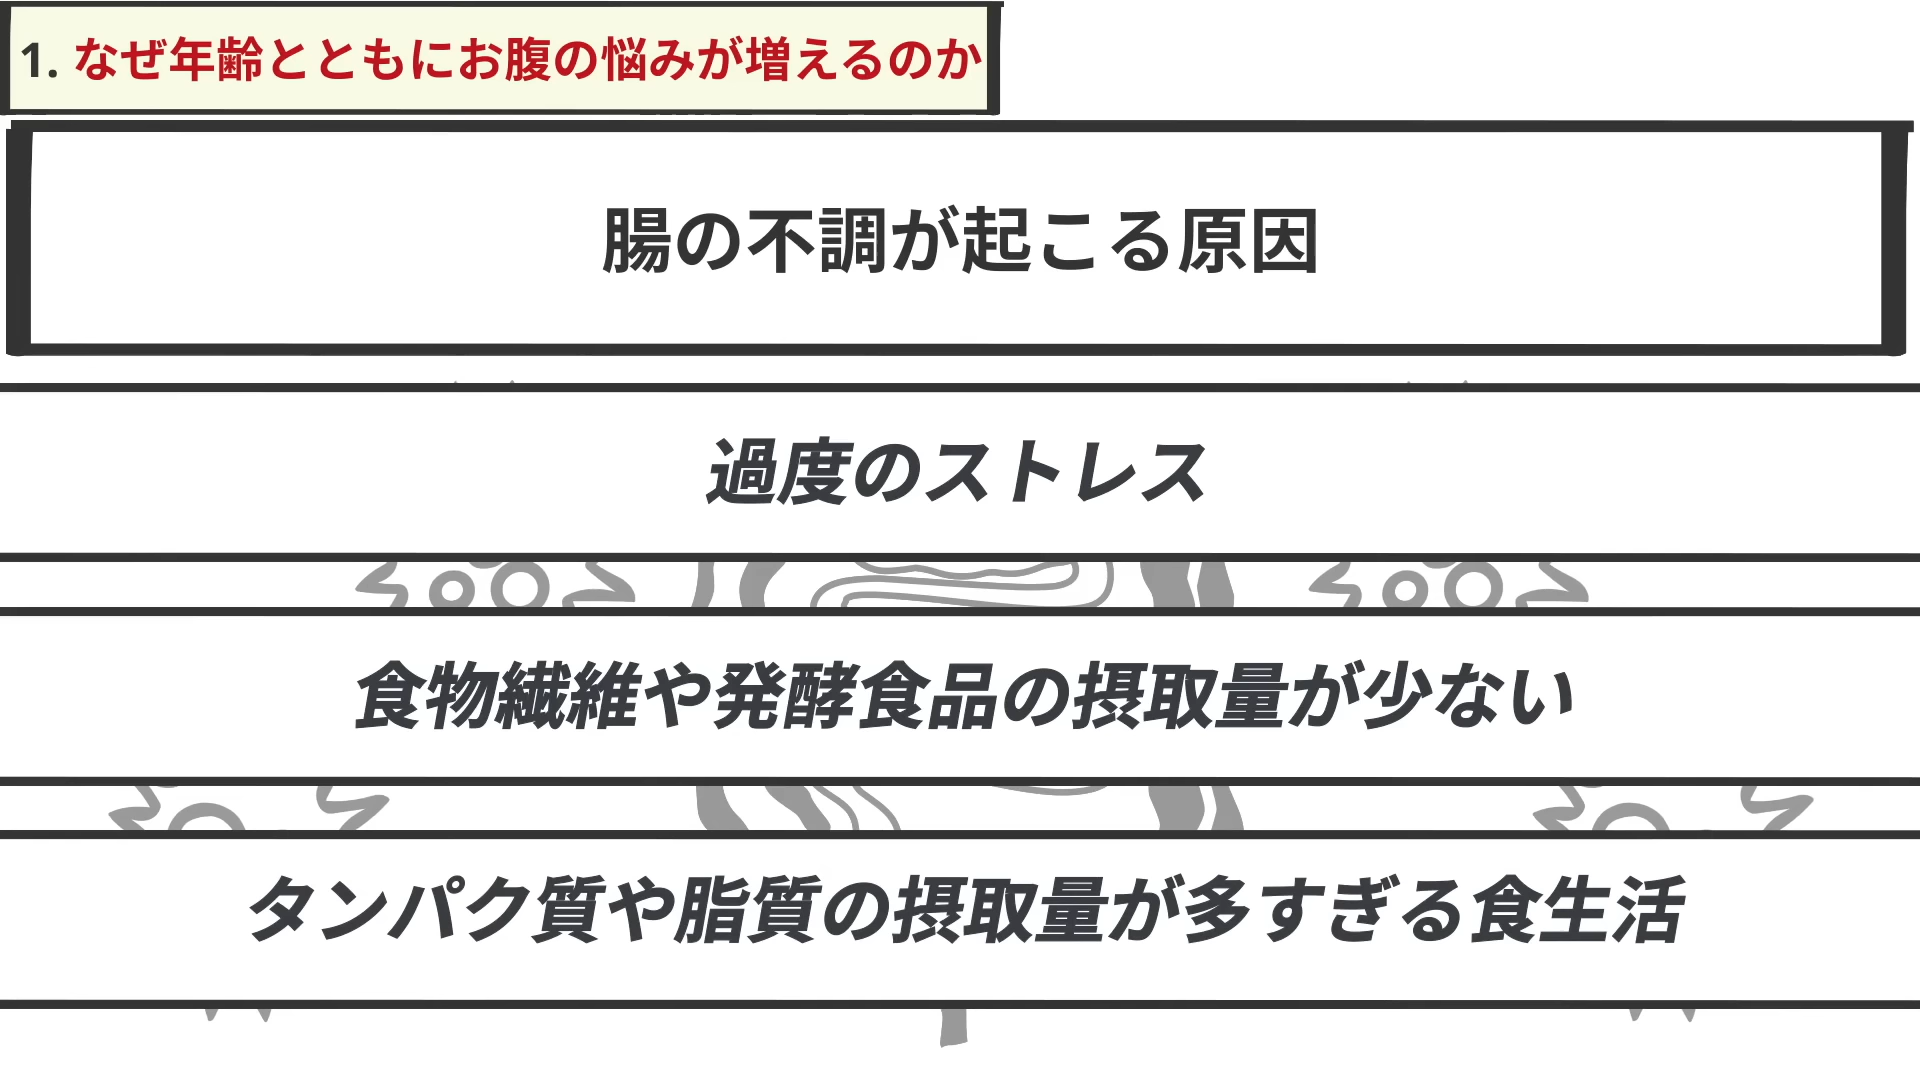 1. なぜ年齢とともにお腹の悩みが増えるのか
腸の不調が起こる原因
過度のストレス
食物繊維や発酵食品の摂取量が少ない
タンパク質や脂質の摂取量が多すぎる食生活